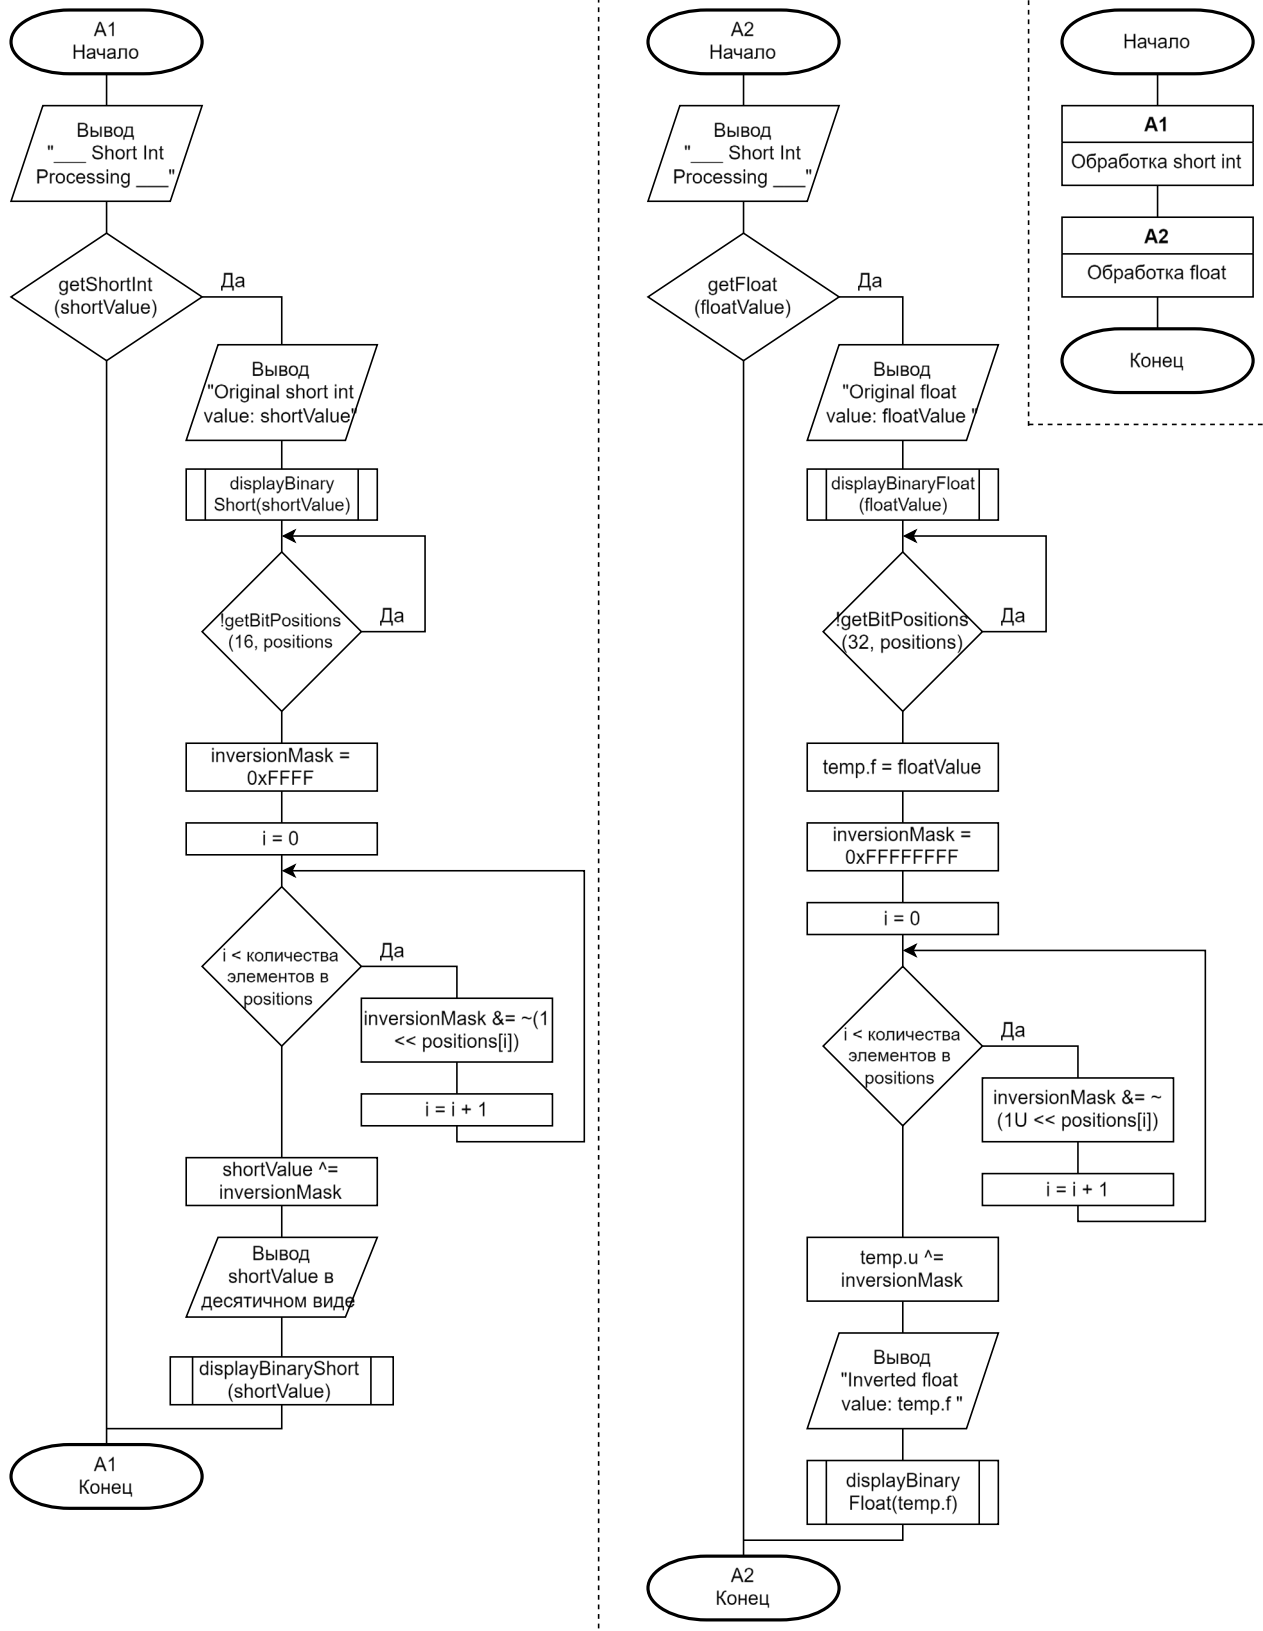 A1
Начало
Вывод
"___ Short Int
Processing ___"
getShortInt
(shortValue)
Да
Вывод
"Original short int
value: shortValue"
displayBinary
Short(shortValue)
!getBitPositions
(16, positions
Да
inversionMask =
0xFFFF
i = 0
i < количества
элементов в
positions
Да
inversionMask &= ~(1
<< positions[i])
i = i + 1
shortValue ^=
inversionMask
Вывод
shortValue в
десятичном виде
displayBinaryShort
(shortValue)
A1
Конец
A2
Начало
Вывод
"___ Short Int
Processing ___"
getFloat
(floatValue)
Да
Вывод
"Original float
value: floatValue "
displayBinaryFloat
(floatValue)
!getBitPositions
(32, positions)
Да
temp.f = floatValue
inversionMask =
0xFFFFFFFF
i = 0
i < количества
элементов в
positions
Да
inversionMask &= ~
(1U << positions[i])
i = i + 1
temp.u ^=
inversionMask
Вывод
"Inverted float
value: temp.f "
displayBinary
Float(temp.f)
A2
Конец
Начало
A1
Обработка short int
A2
Обработка float
Конец